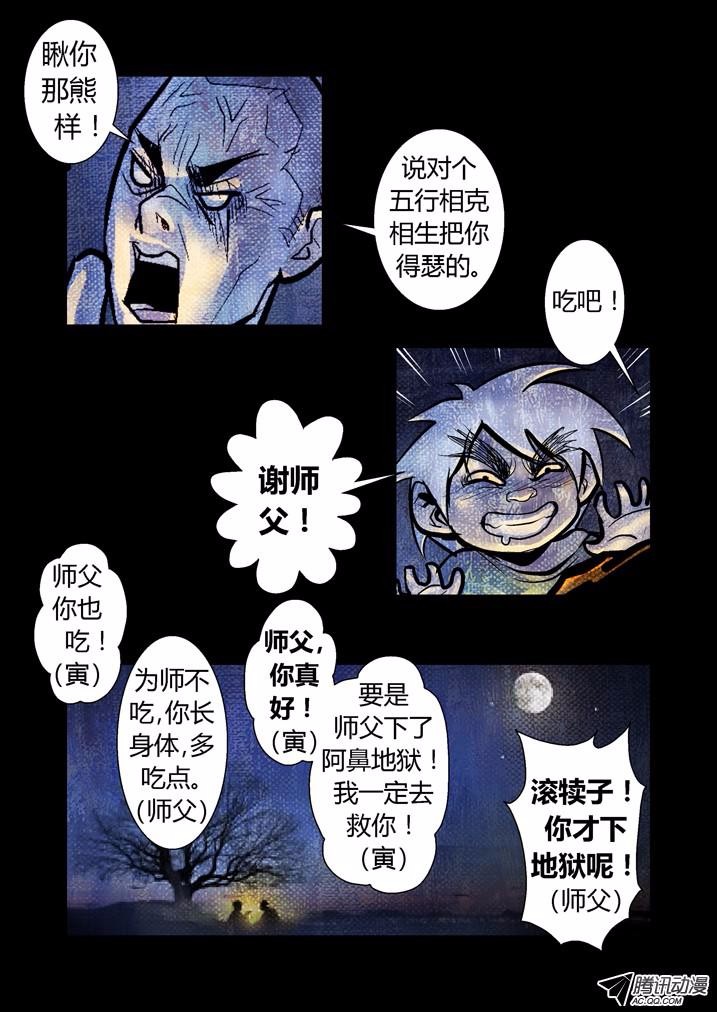 瞅你
那熊
样！
说对个
五行相克
相生把你
得瑟的。
吃吧！
谢师
父！
师父
你也
吃！
（寅）
为师不
吃，你长
身体，多
吃点。
（师父）
师父，
你真
好！
（寅）
要是
师父下了
阿鼻地狱！
我一定去
救你！
（寅）
滚犊子！
你才下
地狱呢！
（师父）
腾讯动漫
AC.QQ.COM